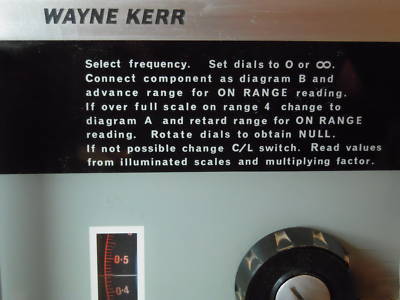 WAYNE KERR
Select frequency. Set dials to O or ∞.
Connect component as diagram B and
advance range for ON RANGE reading.
If over full scale on range 4 change to
diagram A and retard range for ON RANGE
reading. Rotate dials to obtain NULL.
If not possible change C/L switch. Read values
from illuminated scales and multiplying factor.
0·5
0·4